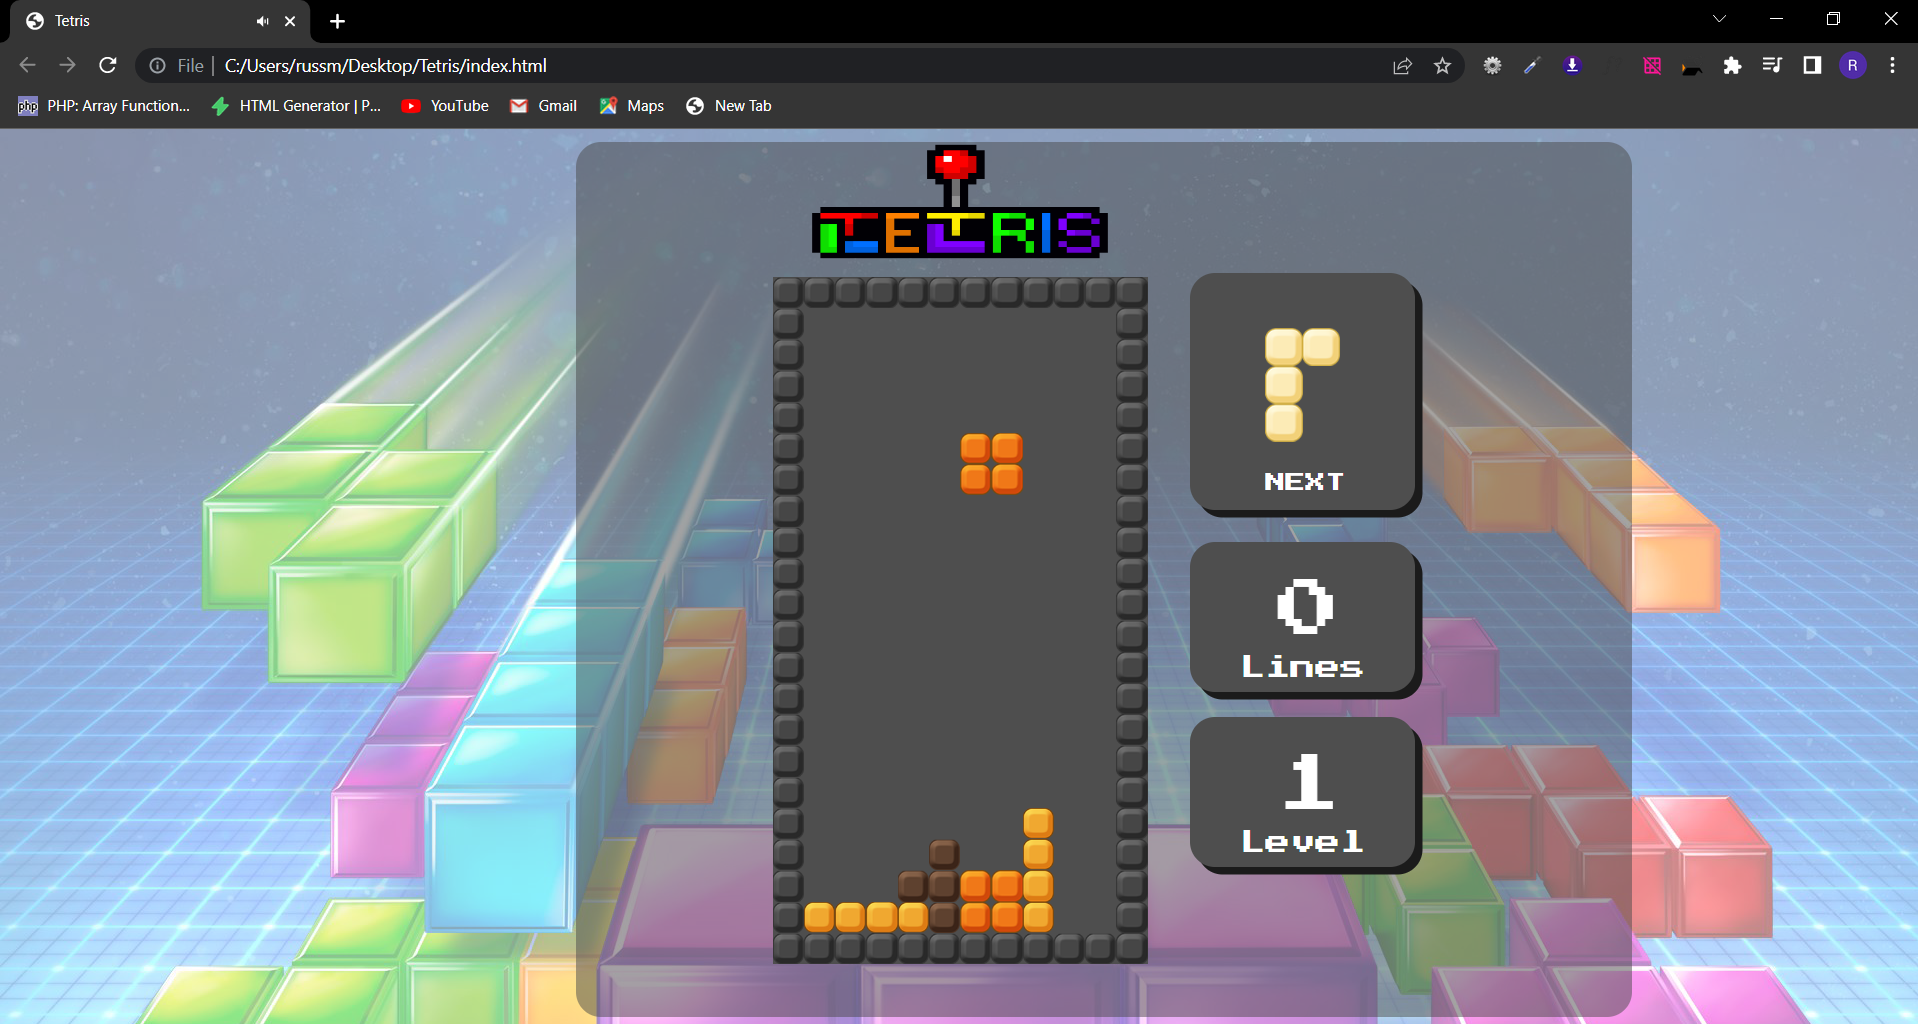 Tetris
File | C:/Users/russm/Desktop/Tetris/index.html
R
php PHP: Array Function... HTML Generator | P... YouTube Gmail Maps New Tab
TETRIS
NEXT
0
Lines
1
Level